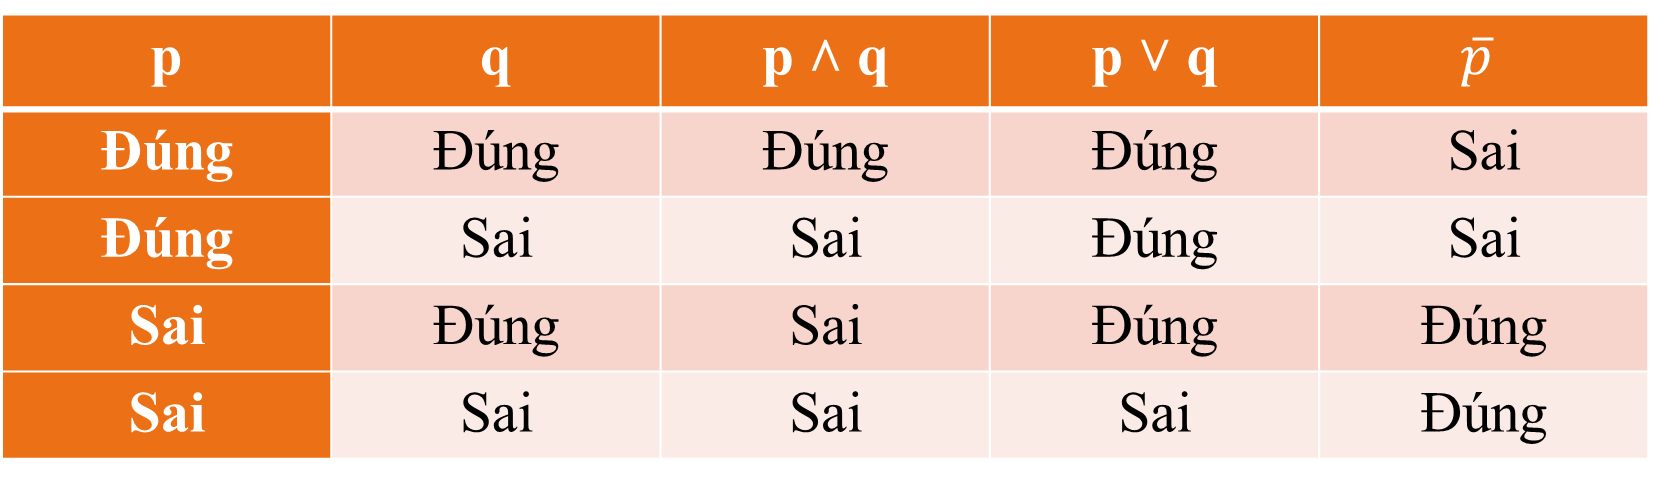 p q p ˄ q p ˅ q p̄
Đúng Đúng Đúng Đúng Sai
Đúng Sai Sai Đúng Sai
Sai Đúng Sai Đúng Đúng
Sai Sai Sai Sai Đúng